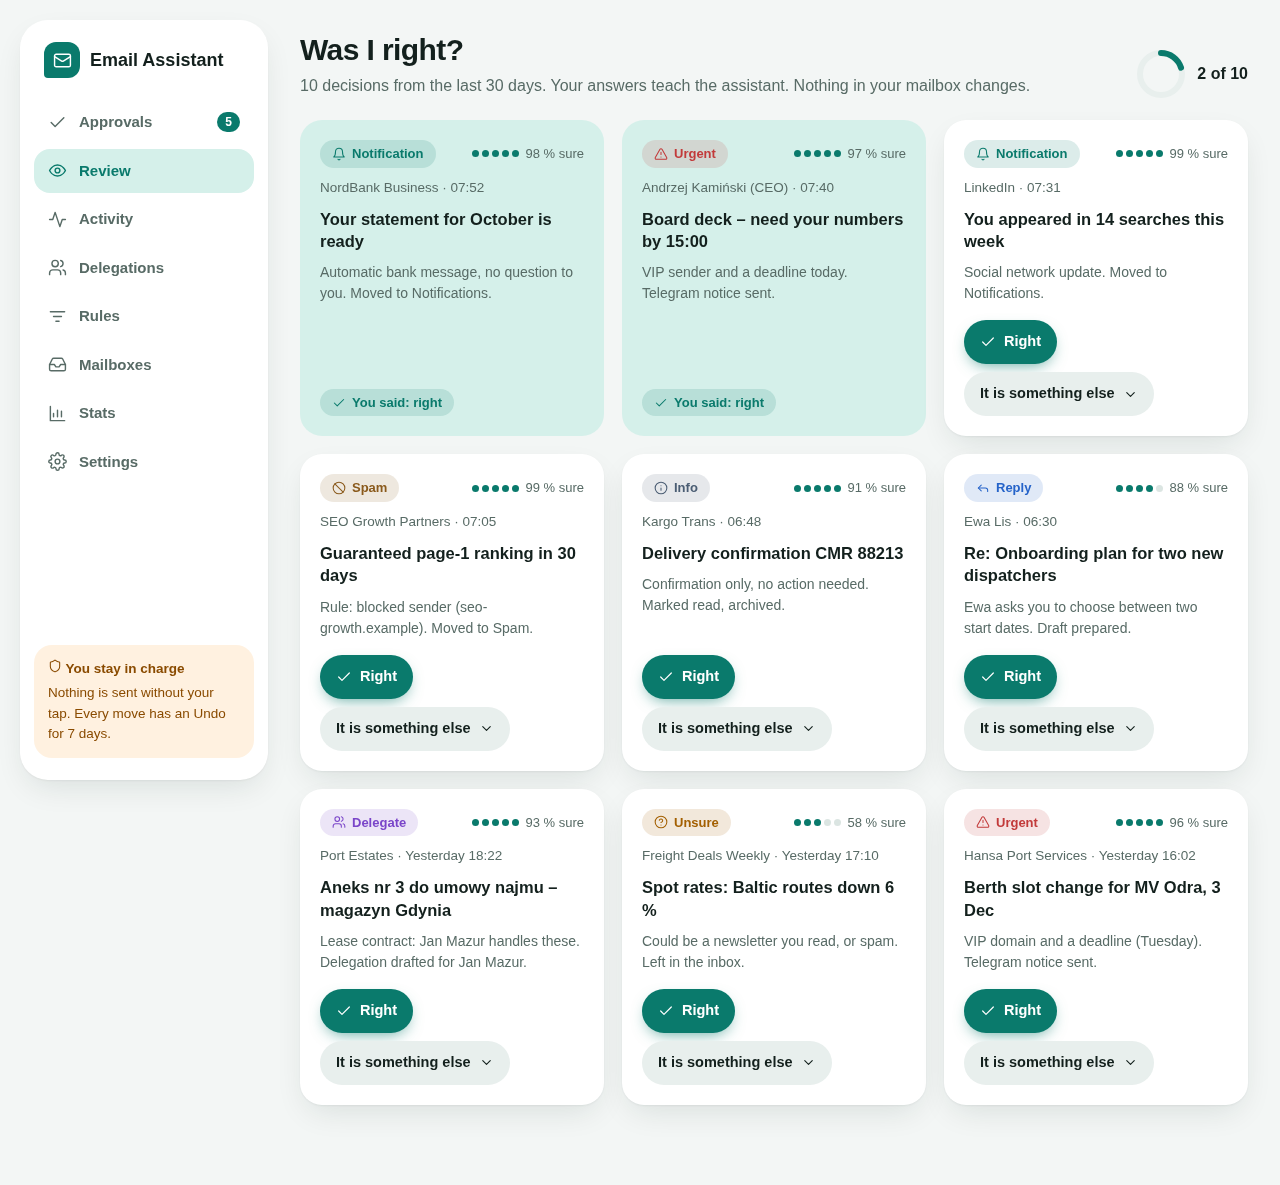 Email Assistant
Approvals 5
Review
Activity
Delegations
Rules
Mailboxes
Stats
Settings
You stay in charge
Nothing is sent without your
tap. Every move has an Undo
for 7 days.
Was I right?
10 decisions from the last 30 days. Your answers teach the assistant. Nothing in your mailbox changes.
2 of 10
Notification 98 % sure
NordBank Business · 07:52
Your statement for October is
ready
Automatic bank message, no question to
you. Moved to Notifications.
You said: right
Urgent 97 % sure
Andrzej Kamiński (CEO) · 07:40
Board deck – need your numbers
by 15:00
VIP sender and a deadline today.
Telegram notice sent.
You said: right
Notification 99 % sure
LinkedIn · 07:31
You appeared in 14 searches this
week
Social network update. Moved to
Notifications.
Right
It is something else
Spam 99 % sure
SEO Growth Partners · 07:05
Guaranteed page-1 ranking in 30
days
Rule: blocked sender (seo-
growth.example). Moved to Spam.
Right
It is something else
Info 91 % sure
Kargo Trans · 06:48
Delivery confirmation CMR 88213
Confirmation only, no action needed.
Marked read, archived.
Right
It is something else
Reply 88 % sure
Ewa Lis · 06:30
Re: Onboarding plan for two new
dispatchers
Ewa asks you to choose between two
start dates. Draft prepared.
Right
It is something else
Delegate 93 % sure
Port Estates · Yesterday 18:22
Aneks nr 3 do umowy najmu –
magazyn Gdynia
Lease contract: Jan Mazur handles these.
Delegation drafted for Jan Mazur.
Right
It is something else
Unsure 58 % sure
Freight Deals Weekly · Yesterday 17:10
Spot rates: Baltic routes down 6
%
Could be a newsletter you read, or spam.
Left in the inbox.
Right
It is something else
Urgent 96 % sure
Hansa Port Services · Yesterday 16:02
Berth slot change for MV Odra, 3
Dec
VIP domain and a deadline (Tuesday).
Telegram notice sent.
Right
It is something else